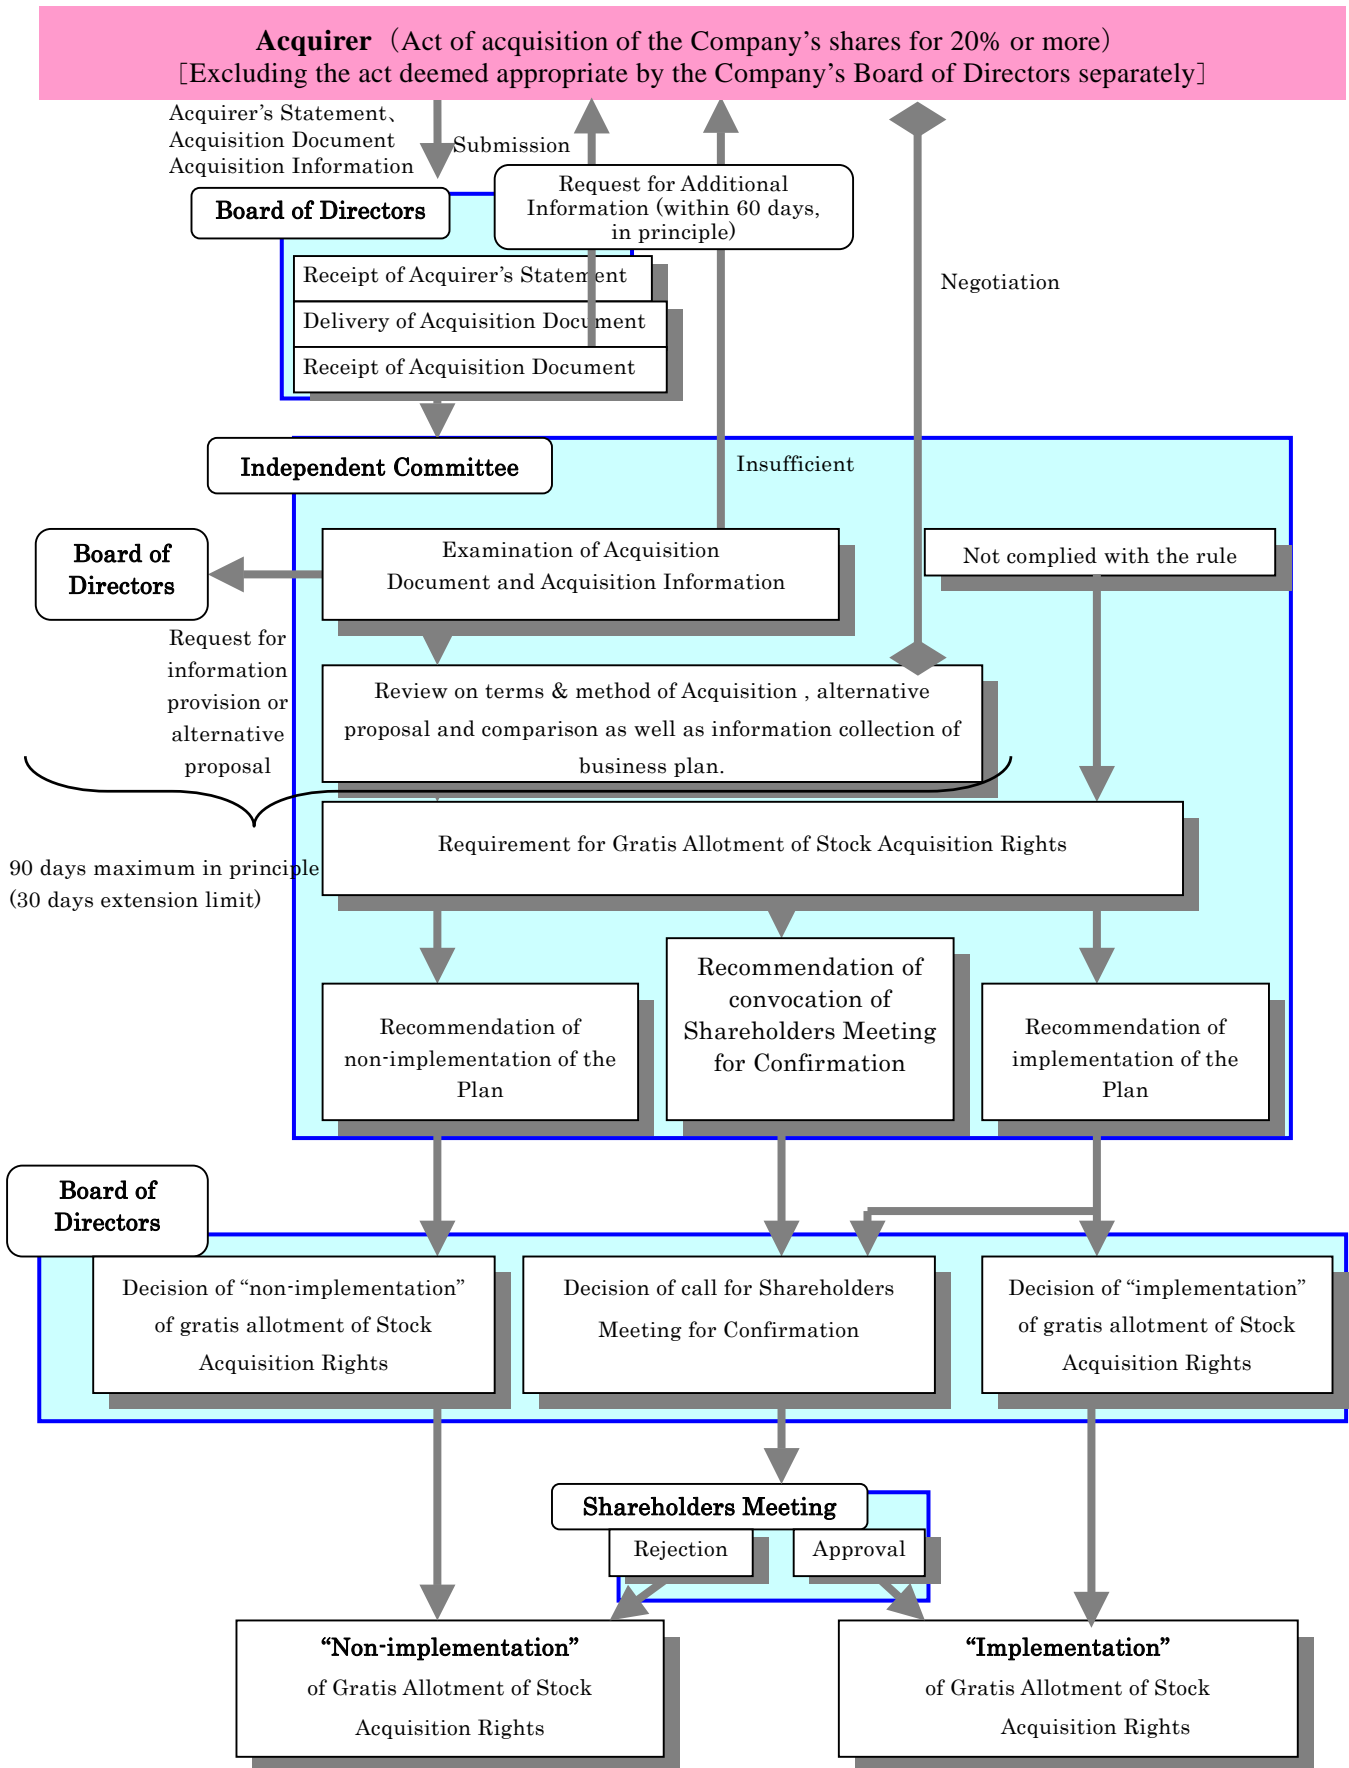 Acquirer（Act of acquisition of the Company’s shares for 20% or more）
［Excluding the act deemed appropriate by the Company’s Board of Directors separately］
Acquirer’s Statement、
Acquisition Document
Acquisition Information
Submission
Request for Additional
Information (within 60 days,
in principle)
Board of Directors
Receipt of Acquirer’s Statement
Delivery of Acquisition Document
Receipt of Acquisition Document
Negotiation
Independent Committee
Insufficient
Board of
Directors
Examination of Acquisition
Document and Acquisition Information
Not complied with the rule
Request for
information
provision or
alternative
proposal
Review on terms & method of Acquisition , alternative
proposal and comparison as well as information collection of
business plan.
90 days maximum in principle
(30 days extension limit)
Requirement for Gratis Allotment of Stock Acquisition Rights
Recommendation of
non-implementation of the
Plan
Recommendation of
convocation of
Shareholders Meeting
for Confirmation
Recommendation of
implementation of the
Plan
Board of
Directors
Decision of “non-implementation”
of gratis allotment of Stock
Acquisition Rights
Decision of call for Shareholders
Meeting for Confirmation
Decision of “implementation”
of gratis allotment of Stock
Acquisition Rights
Shareholders Meeting
Rejection
Approval
“Non-implementation”
of Gratis Allotment of Stock
Acquisition Rights
“Implementation”
of Gratis Allotment of Stock
Acquisition Rights